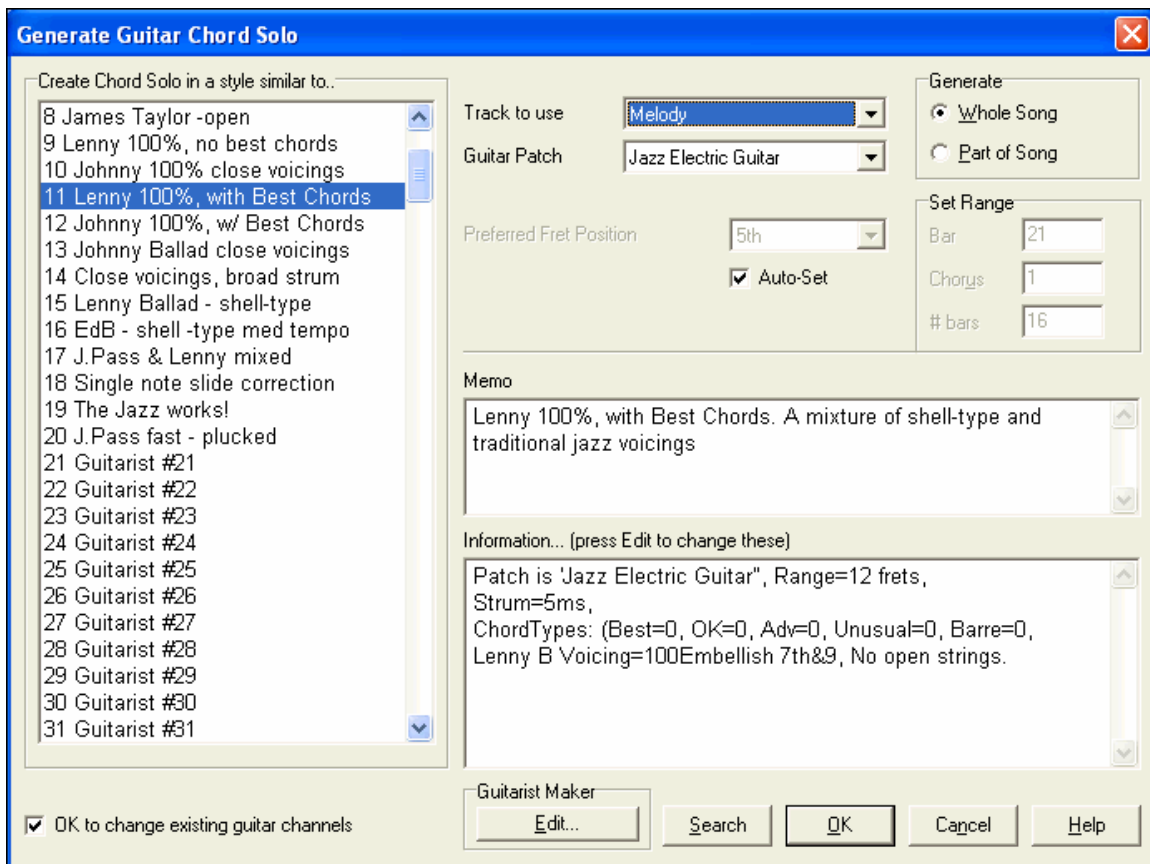 Generate Guitar Chord Solo
Create Chord Solo in a style similar to..
8 James Taylor -open
9 Lenny 100%, no best chords
10 Johnny 100% close voicings
11 Lenny 100%, with Best Chords
12 Johnny 100%, w/ Best Chords
13 Johnny Ballad close voicings
14 Close voicings, broad strum
15 Lenny Ballad - shell-type
16 EdB - shell -type med tempo
17 J.Pass & Lenny mixed
18 Single note slide correction
19 The Jazz works!
20 J.Pass fast - plucked
21 Guitarist #21
22 Guitarist #22
23 Guitarist #23
24 Guitarist #24
25 Guitarist #25
26 Guitarist #26
27 Guitarist #27
28 Guitarist #28
29 Guitarist #29
30 Guitarist #30
31 Guitarist #31
OK to change existing guitar channels
Track to use
Melody
Guitar Patch
Jazz Electric Guitar
Preferred Fret Position
5th
Auto-Set
Generate
Whole Song
Part of Song
Set Range
Bar
21
Chorus
1
# bars
16
Memo
Lenny 100%, with Best Chords. A mixture of shell-type and
traditional jazz voicings
Information... (press Edit to change these)
Patch is 'Jazz Electric Guitar", Range=12 frets,
Strum=5ms,
ChordTypes: (Best=0, OK=0, Adv=0, Unusual=0, Barre=0,
Lenny B Voicing=100Embellish 7th&9, No open strings.
Guitarist Maker
Edit...
Search
OK
Cancel
Help